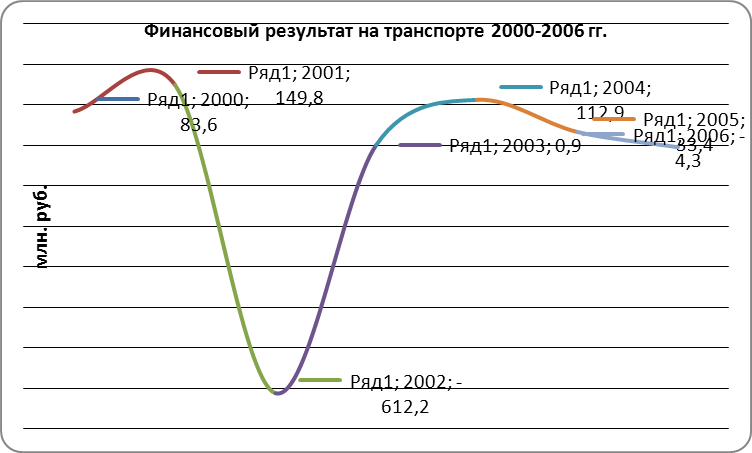 Финансовый результат на транспорте 2000-2006 гг.
Ряд1; 2001;
149,8
Ряд1; 2000;
83,6
Ряд1; 2004;
112,9
Ряд1; 2005;
33,4
Ряд1; 2006; -
4,3
Ряд1; 2003; 0,9
млн. руб.
Ряд1; 2002; -
612,2